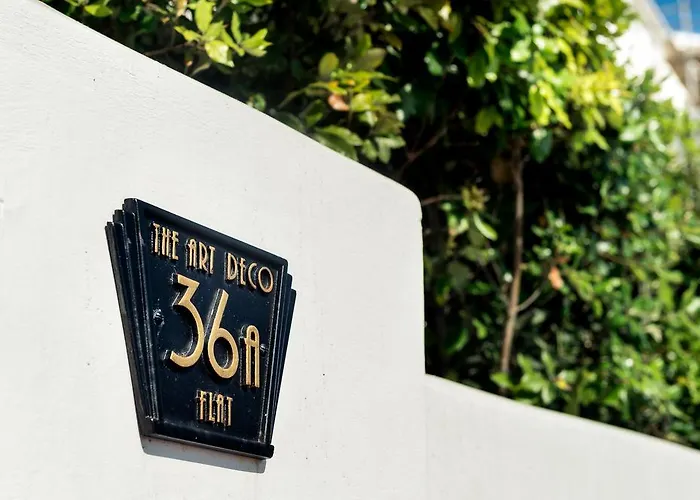 THE ART DECO
36A
FLAT